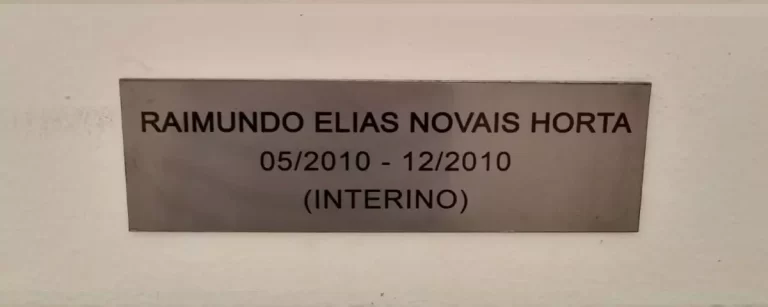 RAIMUNDO ELIAS NOVAIS HORTA
05/2010 - 12/2010
(INTERINO)